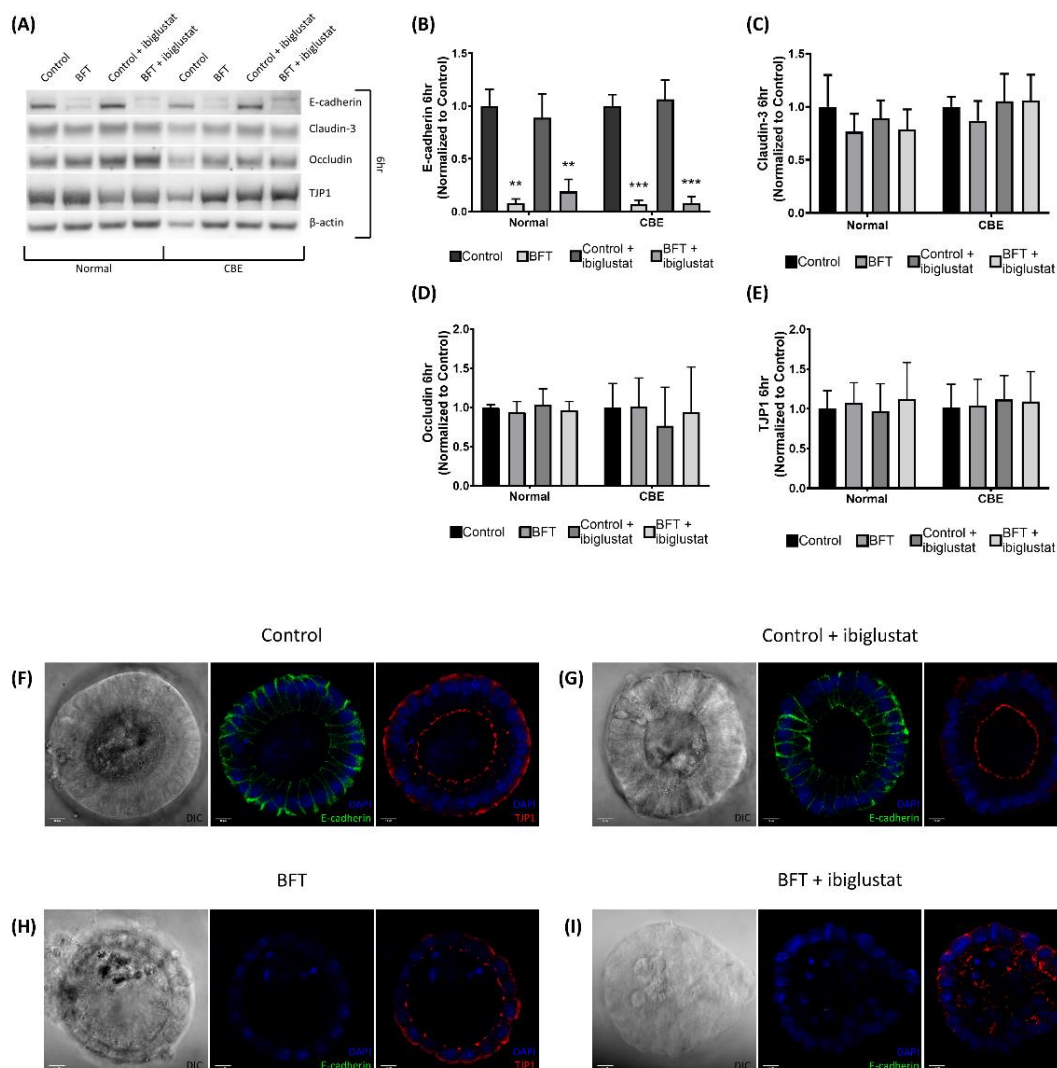 (A)
Control
BFT
Control + ibiglustat
BFT + ibiglustat
Control
BFT
Control + ibiglustat
BFT + ibiglustat
E-cadherin
Claudin-3
Occludin
TJP1
β-actin
6hr
Normal
CBE
(B)
E-cadherin 6hr
(Normalized to Control)
1.5
1.0
0.5
0.0
**
**
***
***
Normal
CBE
Control
BFT
Control +
ibiglustat
BFT +
ibiglustat
(C)
Claudin-3 6hr
(Normalized to Control)
1.5
1.0
0.5
0.0
Normal
CBE
Control
BFT
Control +
ibiglustat
BFT +
ibiglustat
(D)
Occludin 6hr
(Normalized to Control)
2.0
1.5
1.0
0.5
0.0
Normal
CBE
Control
BFT
Control +
ibiglustat
BFT +
ibiglustat
(E)
TJP1 6hr
(Normalized to Control)
2.0
1.5
1.0
0.5
0.0
Normal
CBE
Control
BFT
Control +
ibiglustat
BFT +
ibiglustat
Control
(F)
DIC
DAPI
E-cadherin
DAPI
TJP1
Control + ibiglustat
(G)
DIC
DAPI
E-cadherin
DAPI
TJP1
BFT
(H)
DIC
DAPI
E-cadherin
DAPI
TJP1
BFT + ibiglustat
(I)
DIC
DAPI
E-cadherin
DAPI
TJP1